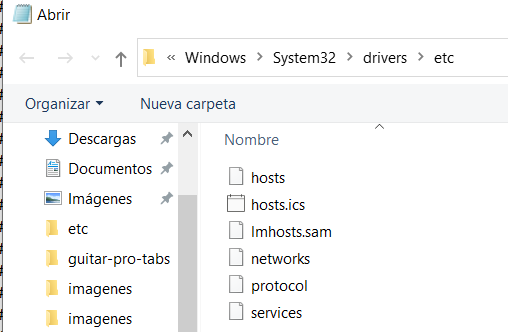 Abrir
« Windows > System32 > drivers > etc
Organizar
Nueva carpeta
Descargas
Documentos
Imágenes
etc
guitar-pro-tabs
imagenes
imagenes
Nombre
hosts
hosts.ics
lmhosts.sam
networks
protocol
services